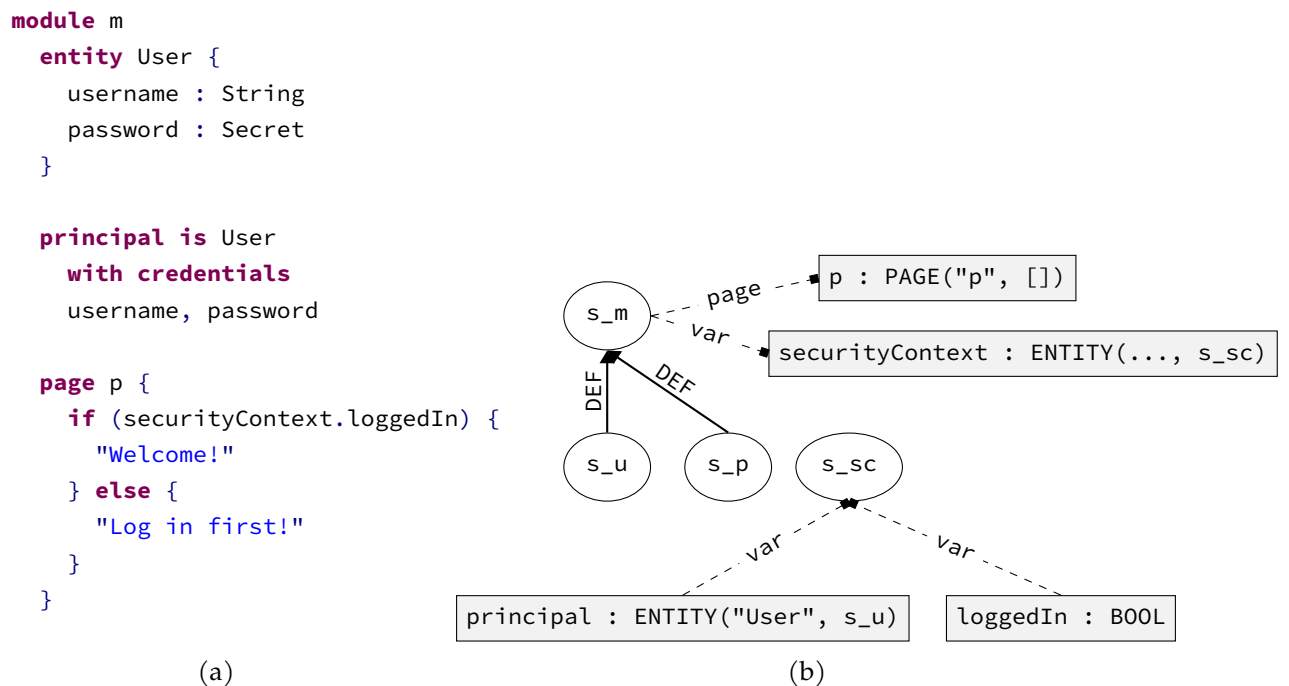 module m
entity User {
username : String
password : Secret
}
principal is User
with credentials
username, password
page p {
if (securityContext.loggedIn) {
"Welcome!"
} else {
"Log in first!"
}
}
(a)
s_m
page
p : PAGE("p", [])
var
securityContext : ENTITY(..., s_sc)
DEF
DEF
s_u
s_p
s_sc
var
var
principal : ENTITY("User", s_u)
loggedIn : BOOL
(b)